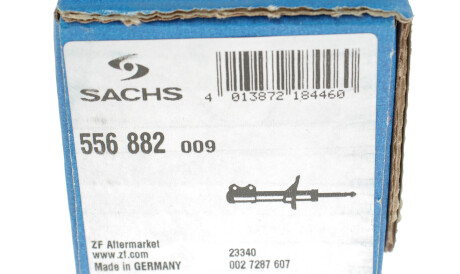 SACHS
4 013872 184460
556 882 009
ZF Aftermarket
www.zf.com
Made in GERMANY
23340
002 7287 607